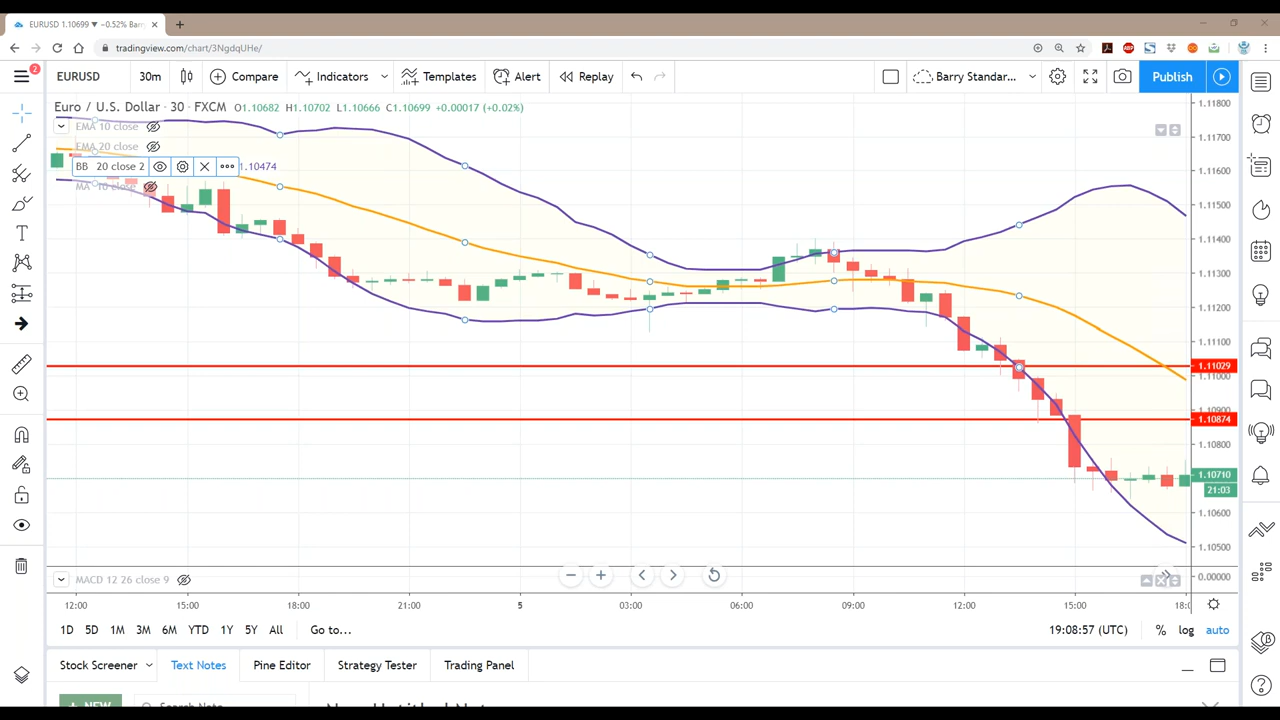 EURUSD 1.10699 ▼ −0.52% Barr
tradingview.com/chart/3NgdqUHe/
2
EURUSD 30m Compare Indicators Templates Alert Replay Barry Standar... Publish
Euro / U.S. Dollar · 30 · FXCM O1.10682 H1.10702 L1.10666 C1.10699 +0.00017 (+0.02%)
EMA 10 close
EMA 20 close
BB 20 close 2 1.10474
MA 10 close
1.11800
1.11700
1.11600
1.11500
1.11400
1.11300
1.11200
1.11100
1.11029
1.11000
1.10900
1.10874
1.10800
1.10710
21:03
1.10600
1.10500
0.00000
MACD 12 26 close 9
12:00 15:00 18:00 21:00 5 03:00 06:00 09:00 12:00 15:00 18:0
1D 5D 1M 3M 6M YTD 1Y 5Y All Go to... 19:08:57 (UTC) % log auto
Stock Screener Text Notes Pine Editor Strategy Tester Trading Panel
+ NEW Search Note